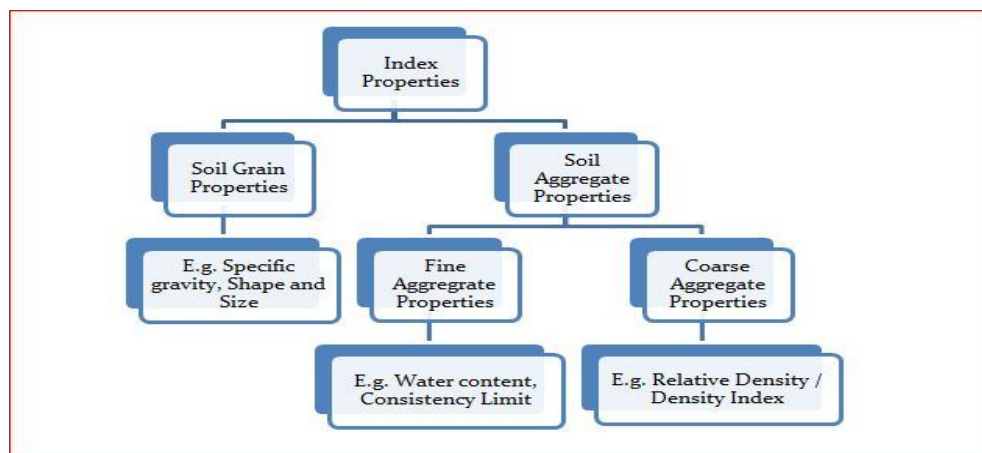 Index
Properties
Soil Grain
Properties
Soil
Aggregate
Properties
E.g. Specific
gravity, Shape and
Size
Fine
Aggregrate
Properties
Coarse
Aggregate
Properties
E.g. Water content,
Consistency Limit
E.g. Relative Density /
Density Index